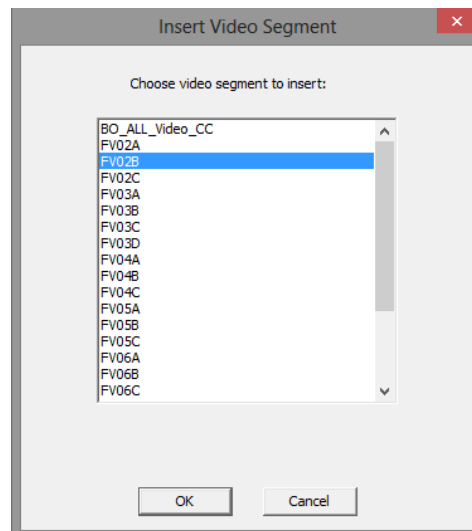 Insert Video Segment
Choose video segment to insert:
BO_ALL_Video_CC
FV02A
FV02B
FV02C
FV03A
FV03B
FV03C
FV03D
FV04A
FV04B
FV04C
FV05A
FV05B
FV05C
FV06A
FV06B
FV06C
OK
Cancel